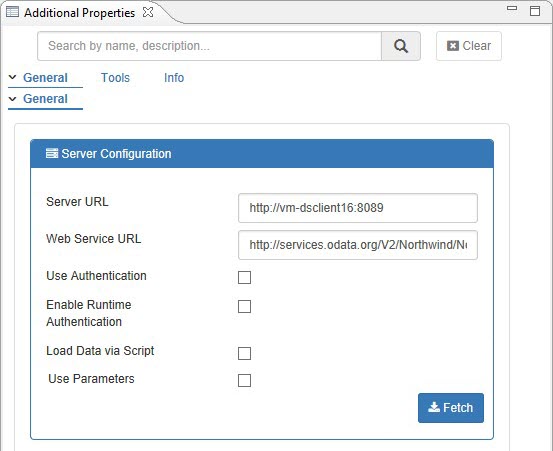 Additional Properties
Search by name, description...
Clear
General Tools Info
General
Server Configuration
Server URL
http://vm-dsclient16:8089
Web Service URL
http://services.odata.org/V2/Northwind/N
Use Authentication
Enable Runtime
Authentication
Load Data via Script
Use Parameters
Fetch